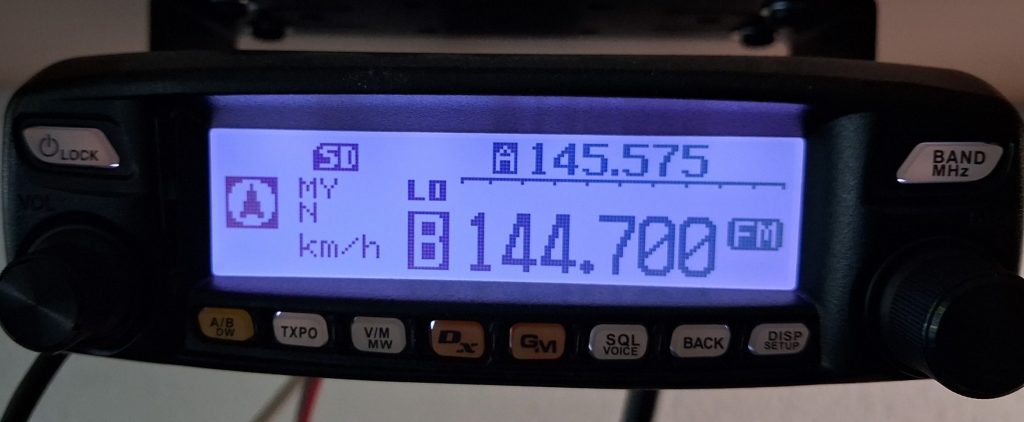 LOCK
VOL
SD
A 145.575
MY
N
km/h
LO
B 144.700 FM
BAND
MHz
A/B
DW
TXPO
V/M
MW
DX
GM
SQL
VOICE
BACK
DISP
SETUP